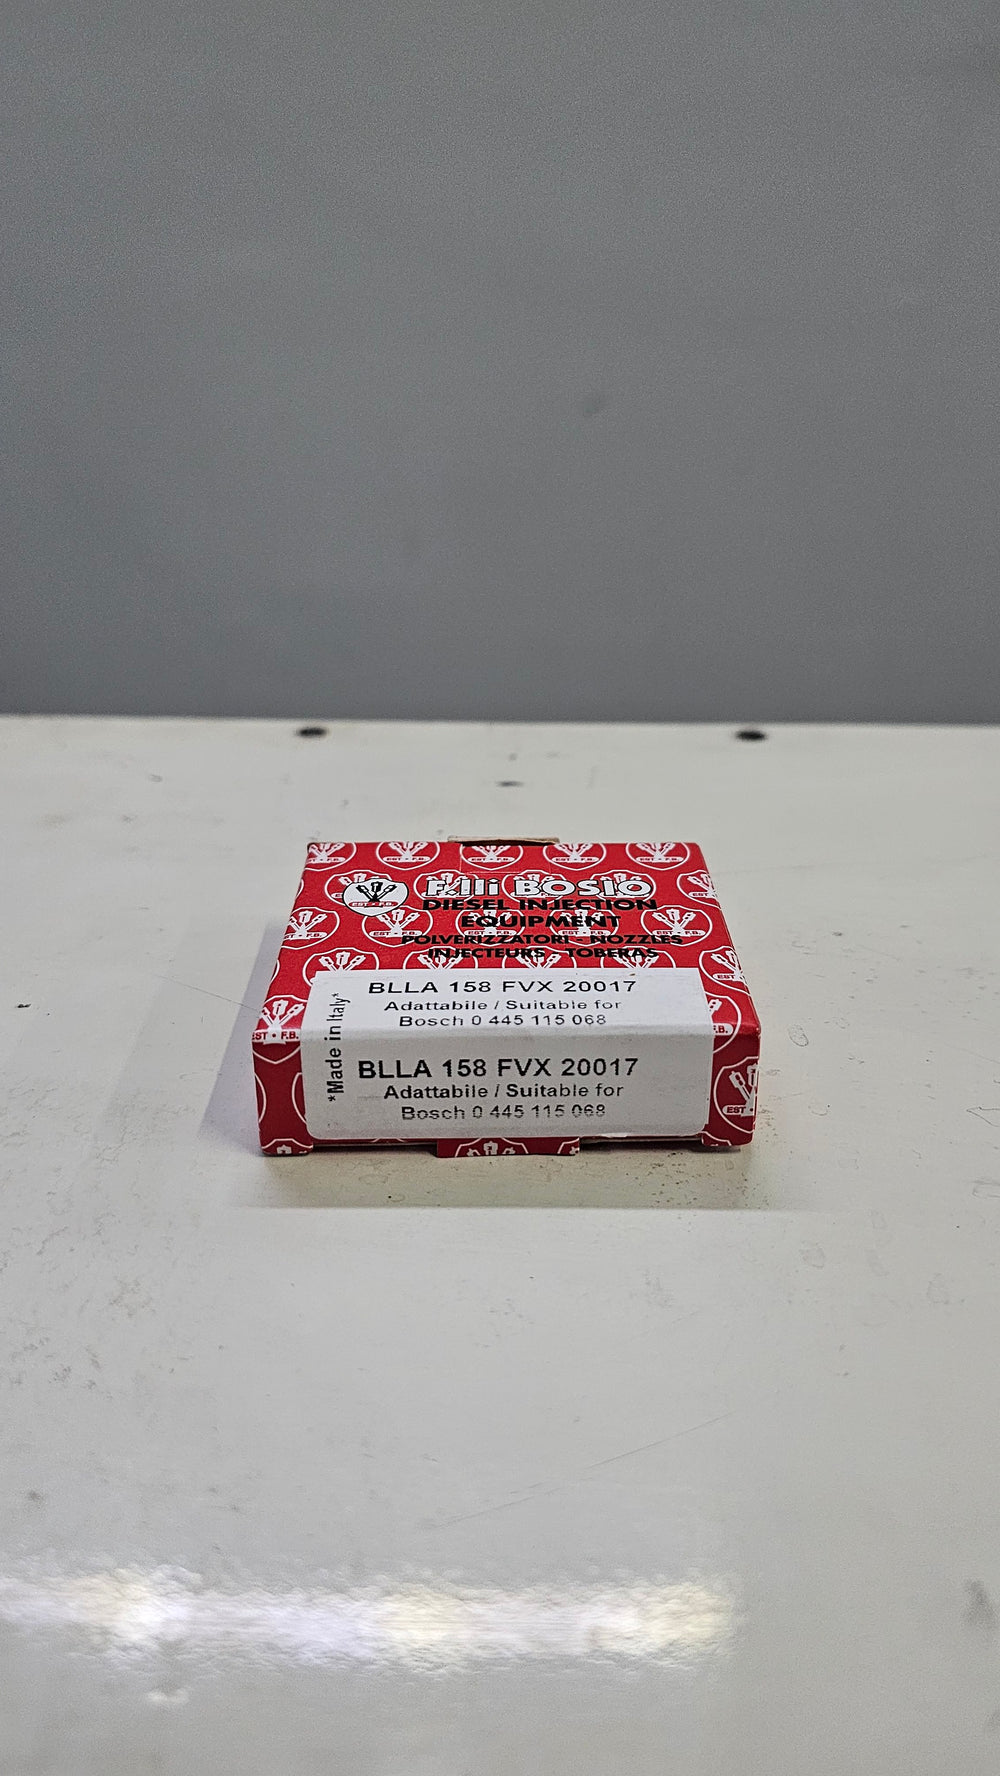 F.lli BOSIO
DIESEL INJECTION
EQUIPMENT
POLVERIZZATORI - NOZZLES
INJECTEURS - TOBERAS
EST • F.B.
*Made in Italy*
BLLA 158 FVX 20017
Adattabile / Suitable for
Bosch 0 445 115 068
BLLA 158 FVX 20017
Adattabile / Suitable for
Bosch 0 445 115 068